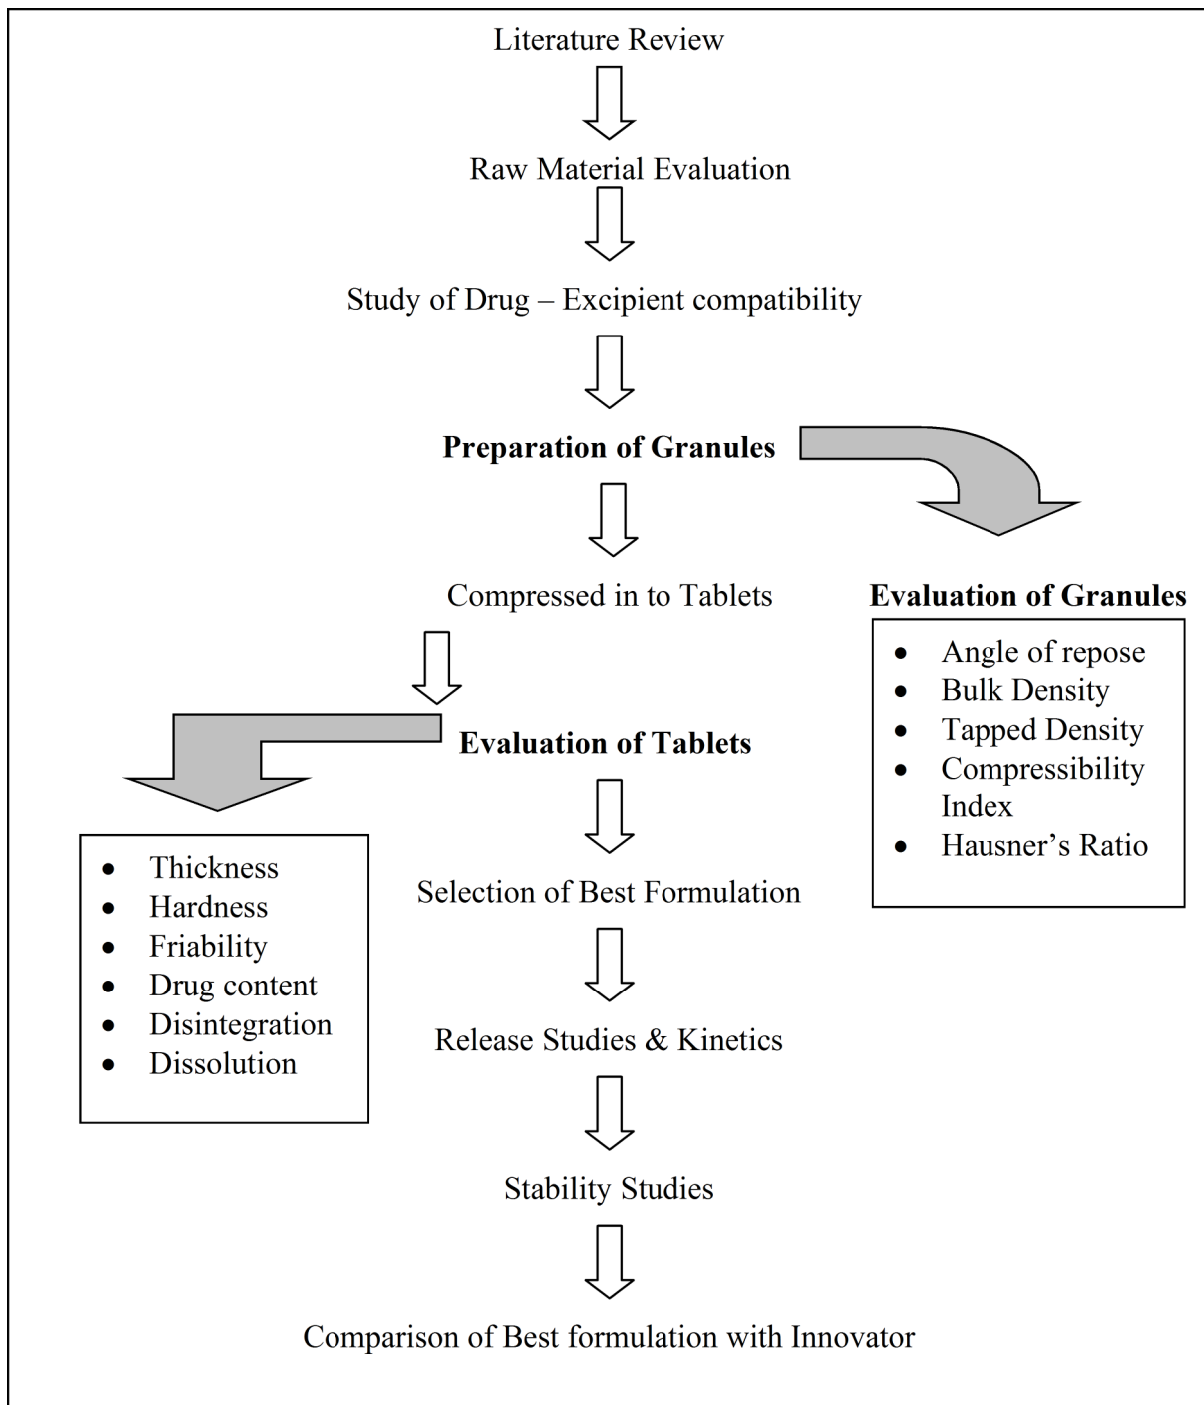 Literature Review
Raw Material Evaluation
Study of Drug – Excipient compatibility
Preparation of Granules
Compressed in to Tablets
Evaluation of Granules
• Angle of repose
• Bulk Density
• Tapped Density
• Compressibility
Index
• Hausner’s Ratio
Evaluation of Tablets
• Thickness
• Hardness
• Friability
• Drug content
• Disintegration
• Dissolution
Selection of Best Formulation
Release Studies & Kinetics
Stability Studies
Comparison of Best formulation with Innovator